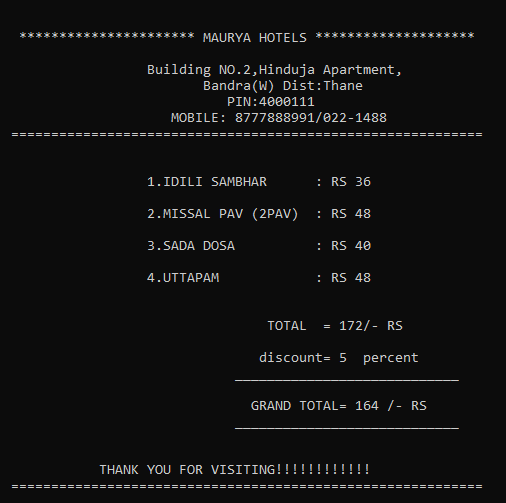 ********************** MAURYA HOTELS ********************
Building NO.2,Hinduja Apartment,
Bandra(W) Dist:Thane
PIN:4000111
MOBILE: 8777888991/022-1488
===========================================================
1.IDILI SAMBHAR : RS 36
2.MISSAL PAV (2PAV) : RS 48
3.SADA DOSA : RS 40
4.UTTAPAM : RS 48
TOTAL = 172/- RS
discount= 5 percent
____________________________
GRAND TOTAL= 164 /- RS
____________________________
THANK YOU FOR VISITING!!!!!!!!!!!!
===========================================================